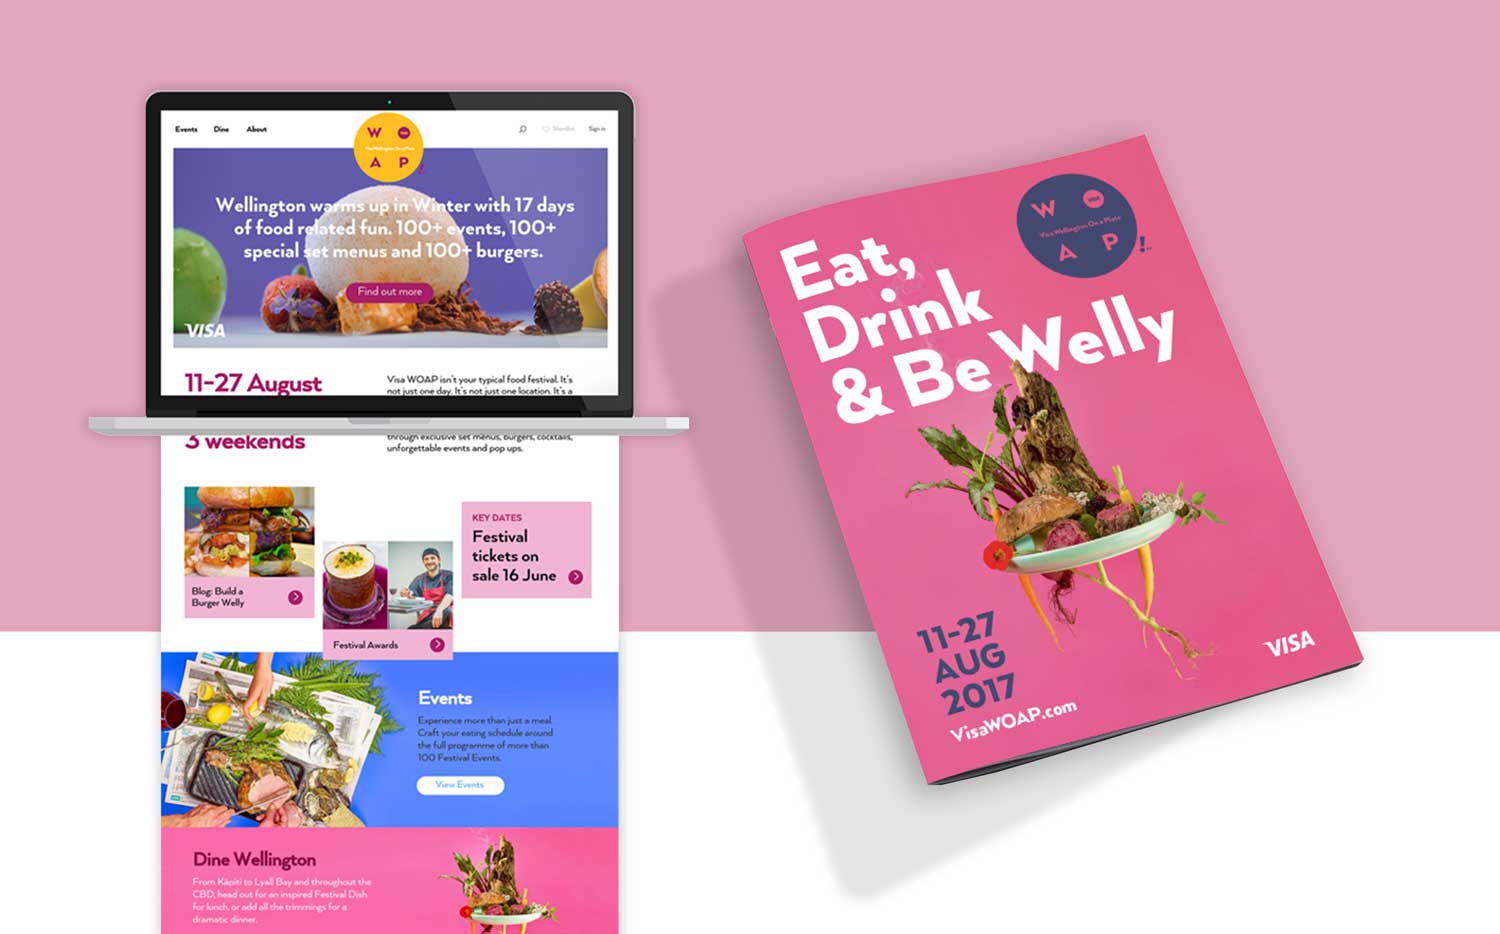 Events Dine About
Wishlist Sign in
W VISA
Visa Wellington On a Plate
A P !
Wellington warms up in Winter with 17 days
of food related fun. 100+ events, 100+
special set menus and 100+ burgers.
Find out more
VISA
11-27 August
3 weekends
Visa WOAP isn't your typical food festival. It's
not just one day. It's not just one location. It's a
through exclusive set menus, burgers, cocktails,
unforgettable events and pop ups.
Blog: Build a
Burger Welly
Festival Awards
KEY DATES
Festival
tickets on
sale 16 June
Events
Experience more than just a meal.
Craft your eating schedule around
the full programme of more than
100 Festival Events.
View Events
Dine Wellington
From Kāpiti to Lyall Bay and throughout the
CBD, head out for an inspired Festival Dish
for lunch, or add all the trimmings for a
dramatic dinner.
W VISA
Visa Wellington On a Plate
A P !
Eat,
Drink
& Be Welly
11-27
AUG
2017
VisaWOAP.com
VISA